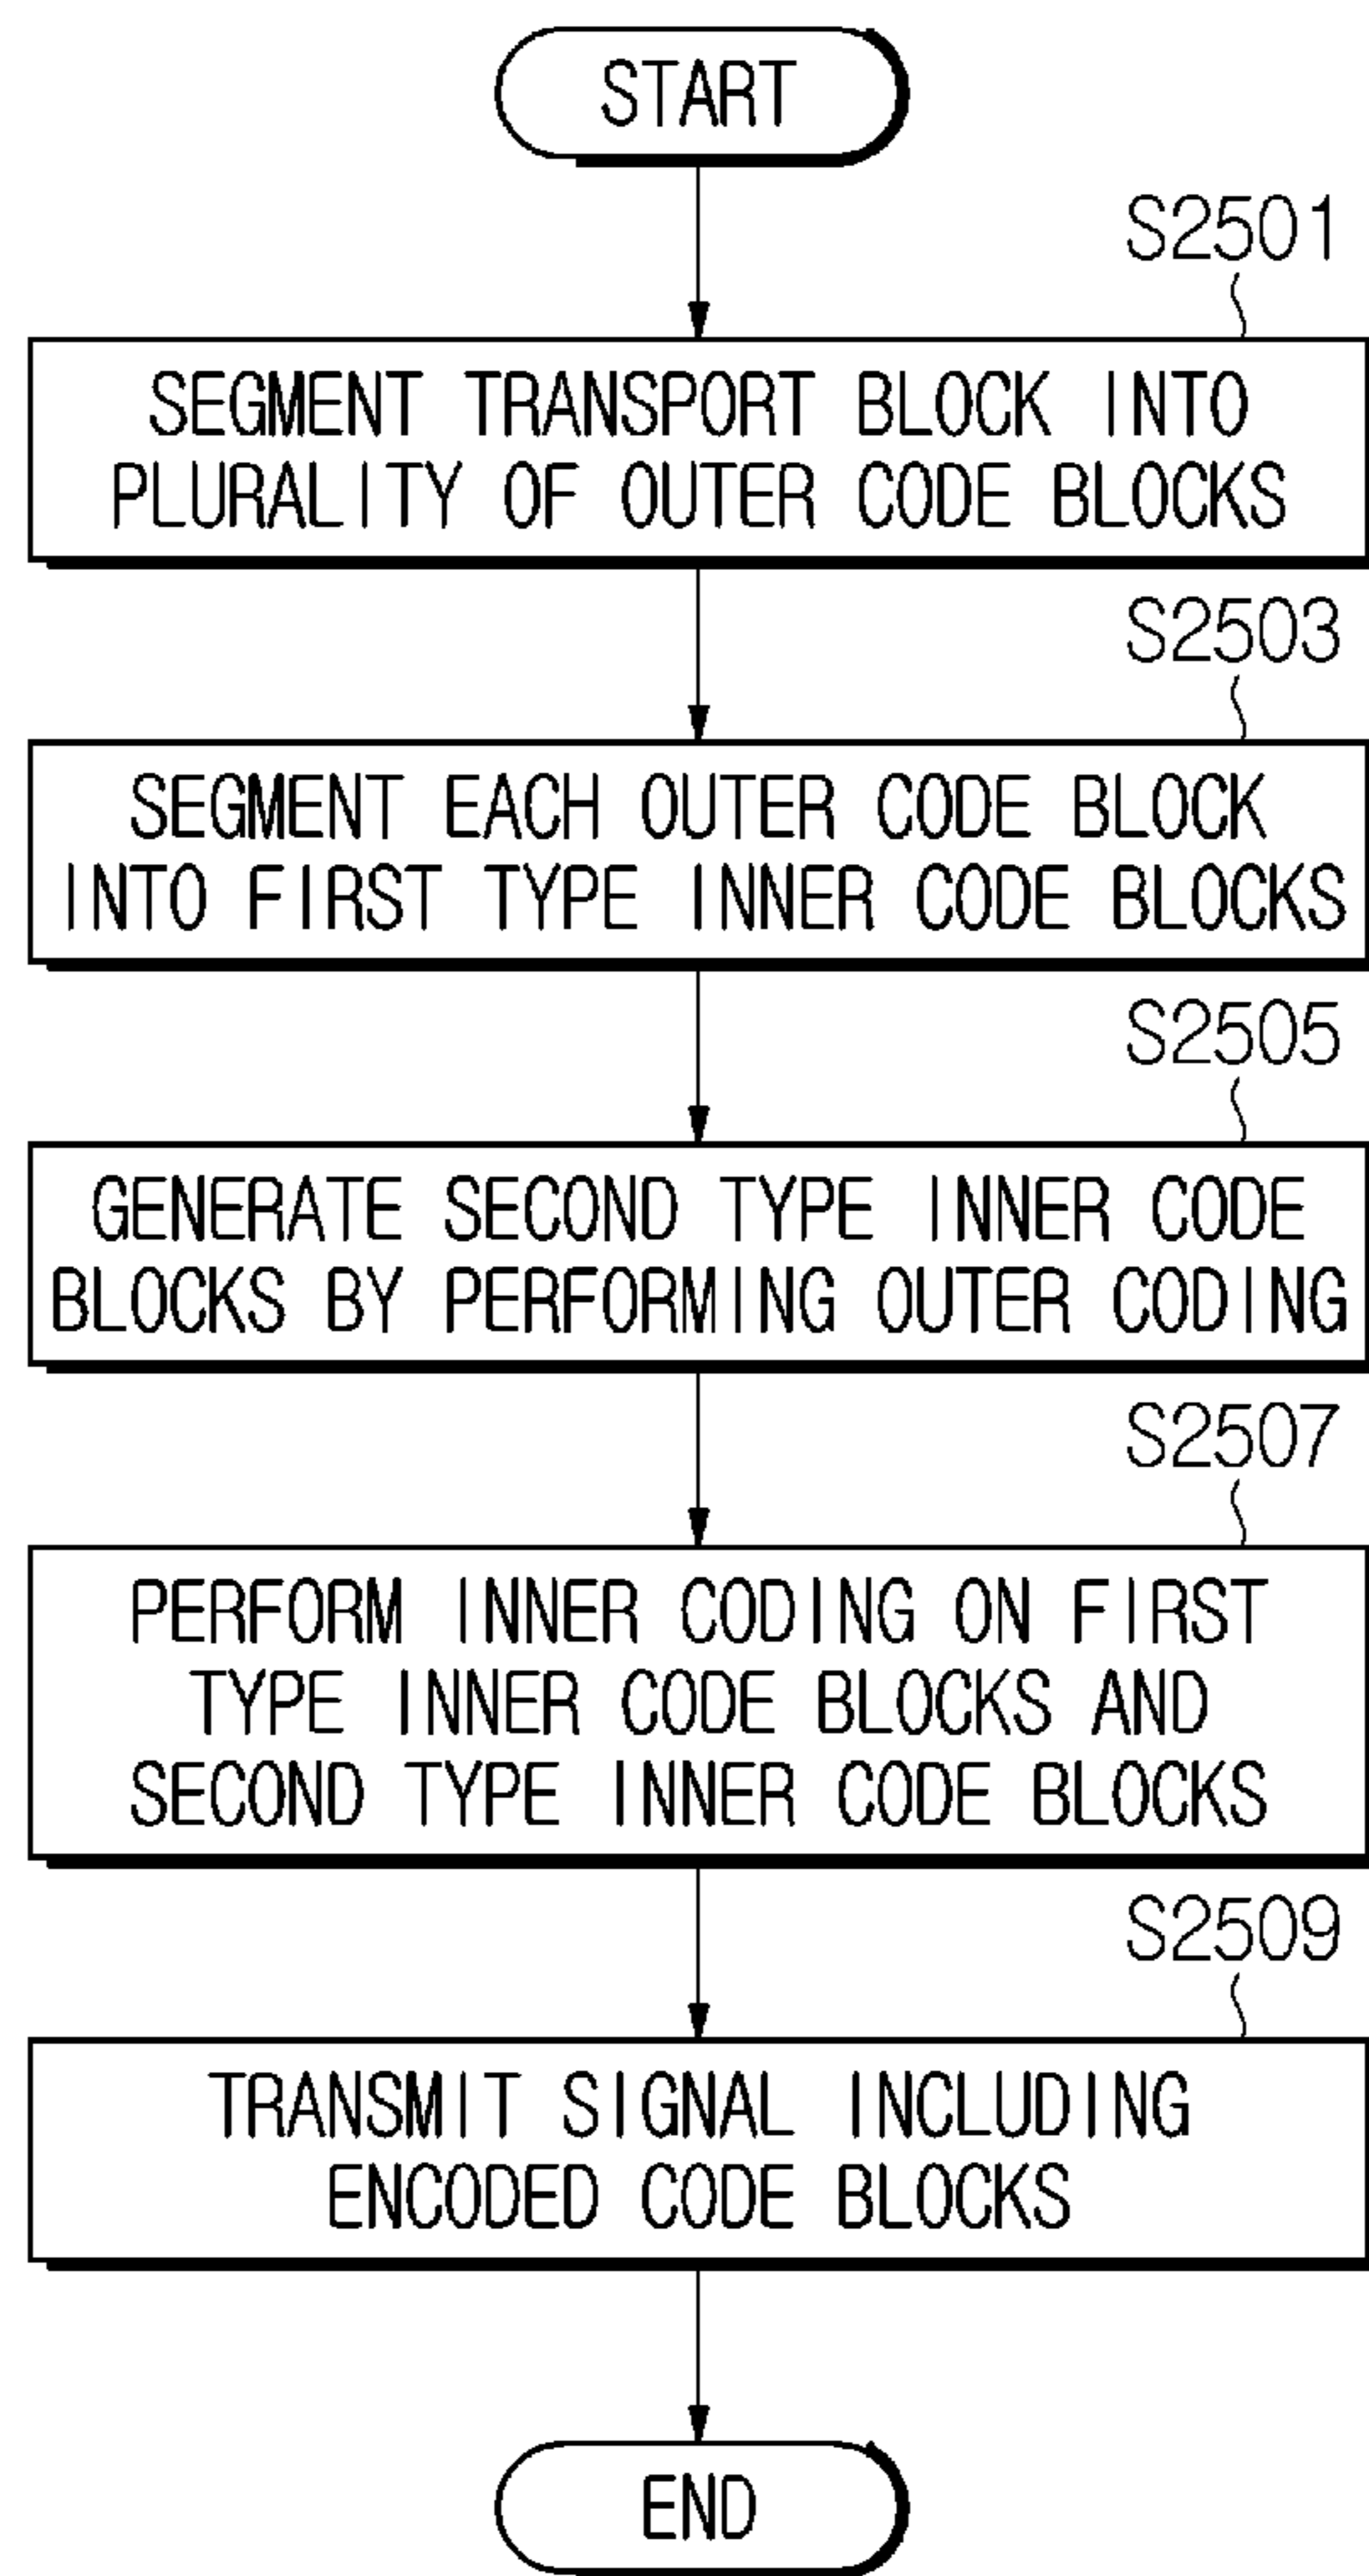 START
S2501
SEGMENT TRANSPORT BLOCK INTO
PLURALITY OF OUTER CODE BLOCKS
S2503
SEGMENT EACH OUTER CODE BLOCK
INTO FIRST TYPE INNER CODE BLOCKS
S2505
GENERATE SECOND TYPE INNER CODE
BLOCKS BY PERFORMING OUTER CODING
S2507
PERFORM INNER CODING ON FIRST
TYPE INNER CODE BLOCKS AND
SECOND TYPE INNER CODE BLOCKS
S2509
TRANSMIT SIGNAL INCLUDING
ENCODED CODE BLOCKS
END